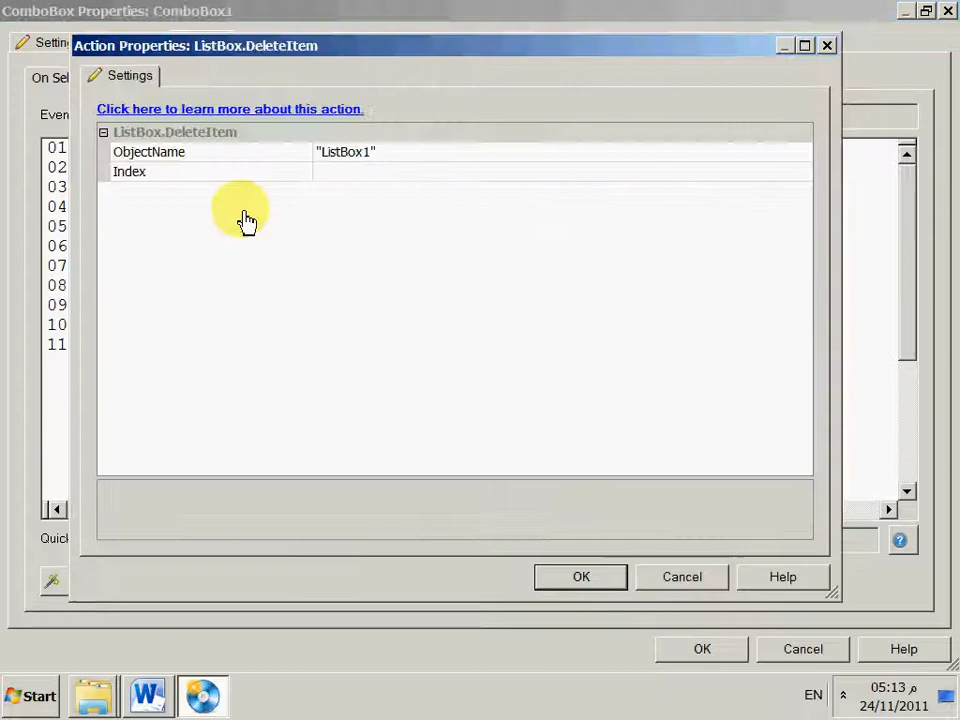 ComboBox Properties: ComboBox1
Action Properties: ListBox.DeleteItem
Settings
Click here to learn more about this action.
ListBox.DeleteItem
ObjectName "ListBox1"
Index
On Sel
Even
01
02
03
04
05
06
07
08
09
10
11
Quick
OK Cancel Help
OK Cancel Help
Start
EN
05:13 م
24/11/2011